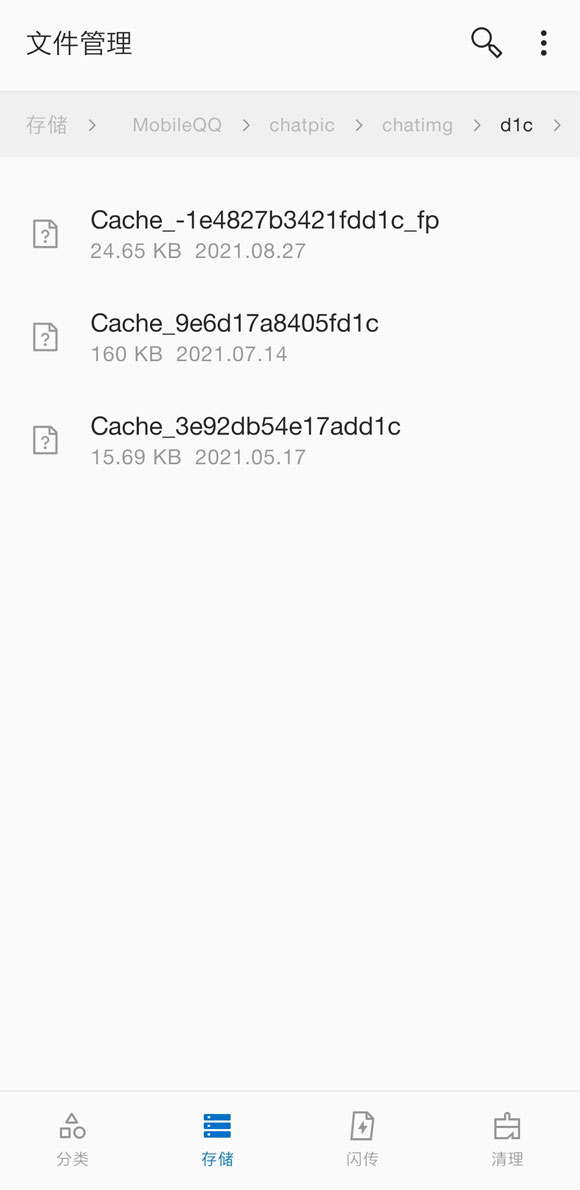 文件管理
存储 > MobileQQ > chatpic > chatimg > d1c >
Cache_-1e4827b3421fdd1c_fp
24.65 KB 2021.08.27
Cache_9e6d17a8405fd1c
160 KB 2021.07.14
Cache_3e92db54e17add1c
15.69 KB 2021.05.17
分类 存储 闪传 清理